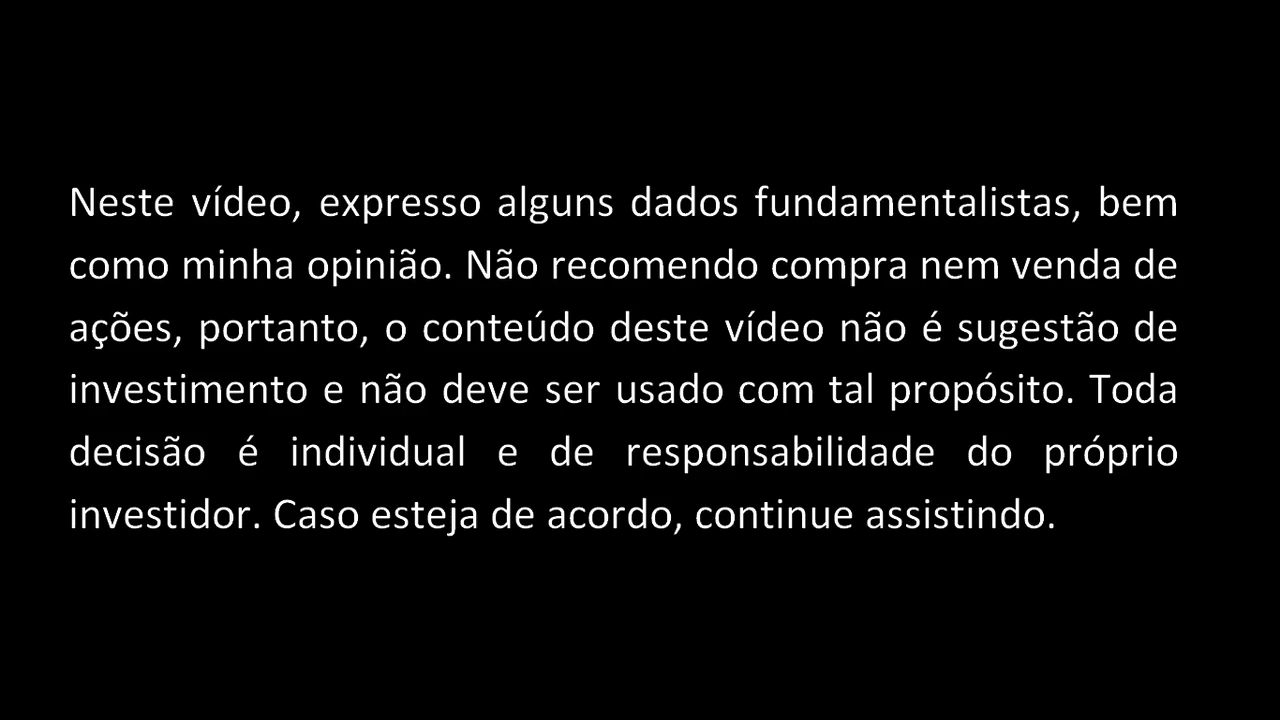 Neste vídeo, expresso alguns dados fundamentalistas, bem
como minha opinião. Não recomendo compra nem venda de
ações, portanto, o conteúdo deste vídeo não é sugestão de
investimento e não deve ser usado com tal propósito. Toda
decisão é individual e de responsabilidade do próprio
investidor. Caso esteja de acordo, continue assistindo.